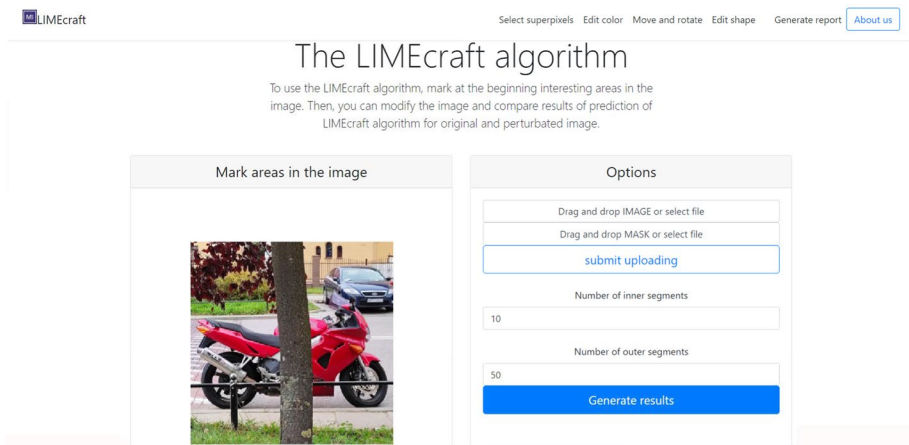 MI LIMEcraft
Select superpixels Edit color Move and rotate Edit shape Generate report About us
The LIMEcraft algorithm
To use the LIMEcraft algorithm, mark at the beginning interesting areas in the
image. Then, you can modify the image and compare results of prediction of
LIMEcraft algorithm for original and perturbated image.
Mark areas in the image
Options
Drag and drop IMAGE or select file
Drag and drop MASK or select file
submit uploading
Number of inner segments
10
Number of outer segments
50
Generate results